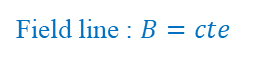 Field line : B = cte